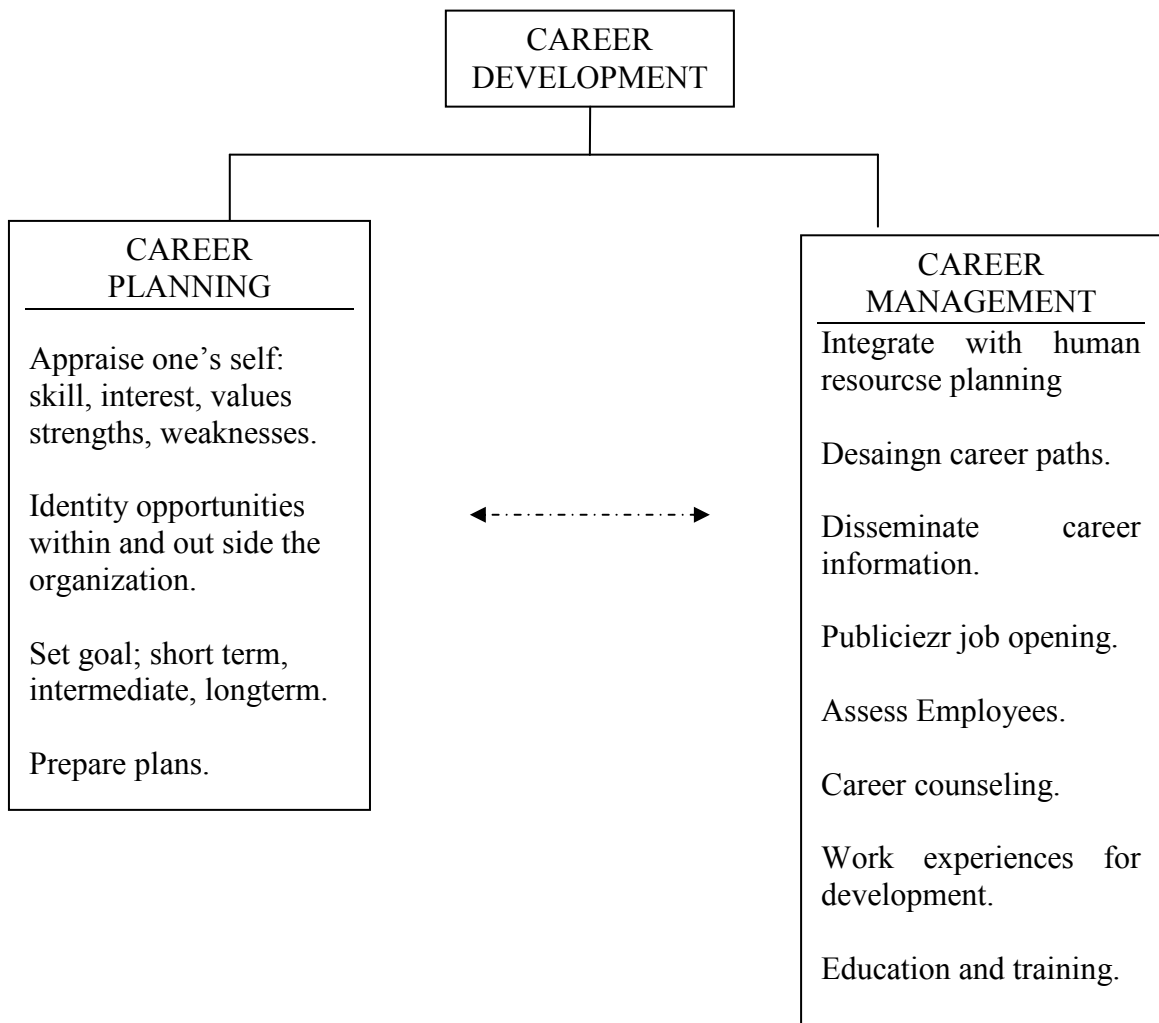 CAREER
DEVELOPMENT
CAREER
PLANNING
Appraise one’s self:
skill, interest, values
strengths, weaknesses.
Identity opportunities
within and out side the
organization.
Set goal; short term,
intermediate, longterm.
Prepare plans.
CAREER
MANAGEMENT
Integrate with human
resourcse planning
Desaingn career paths.
Disseminate career
information.
Publiciezr job opening.
Assess Employees.
Career counseling.
Work experiences for
development.
Education and training.